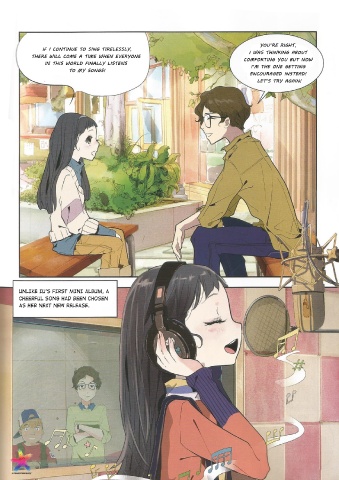 IF I CONTINUE TO SING TIRELESSLY,
THERE WILL COME A TIME WHEN EVERYONE
IN THIS WORLD FINALLY LISTENS
TO MY SONGS!
YOU'RE RIGHT,
I WAS THINKING ABOUT
COMFORTING YOU BUT NOW
I'M THE ONE GETTING
ENCOURAGED INSTEAD!
LET'S TRY AGAIN!
UNLIKE IU'S FIRST MINI ALBUM, A
CHEERFUL SONG HAD BEEN CHOSEN
AS HER NEXT NEW RELEASE.